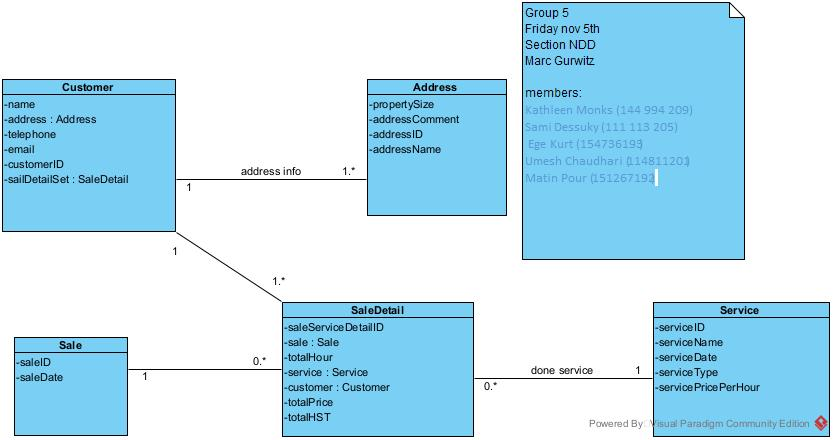 Group 5
Friday nov 5th
Section NDD
Marc Gurwitz
members:
Kathleen Monks (144 994 209)
Sami Dessuky (111 113 205)
Ege Kurt (154736193)
Umesh Chaudhari (114811201)
Matin Pour (151267192
Customer
-name
-address : Address
-telephone
-email
-customerID
-sailDetailSet : SaleDetail
address info
1
1.*
Address
-propertySize
-addressComment
-addressID
-addressName
1
1.*
Sale
-saleID
-saleDate
1
0.*
SaleDetail
-saleServiceDetailID
-sale : Sale
-totalHour
-service : Service
-customer : Customer
-totalPrice
-totalHST
done service
0.*
1
Service
-serviceID
-serviceName
-serviceDate
-serviceType
-servicePricePerHour
Powered By: Visual Paradigm Community Edition